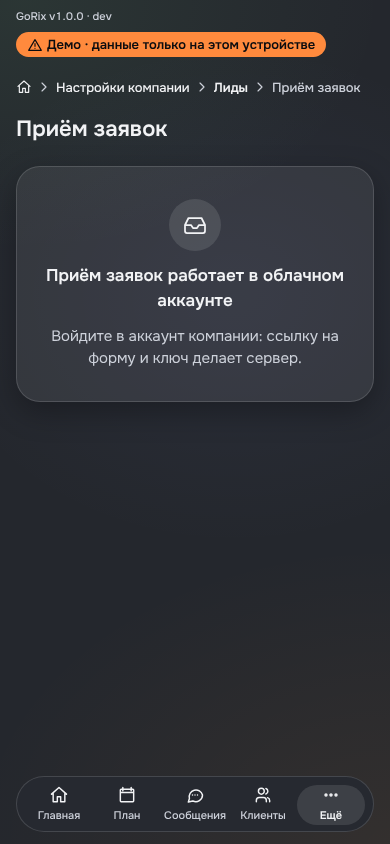 GoRix v1.0.0 · dev
Демо · данные только на этом устройстве
Настройки компании > Лиды > Приём заявок
Приём заявок
Приём заявок работает в облачном
аккаунте
Войдите в аккаунт компании: ссылку на
форму и ключ делает сервер.
Главная План Сообщения Клиенты Ещё